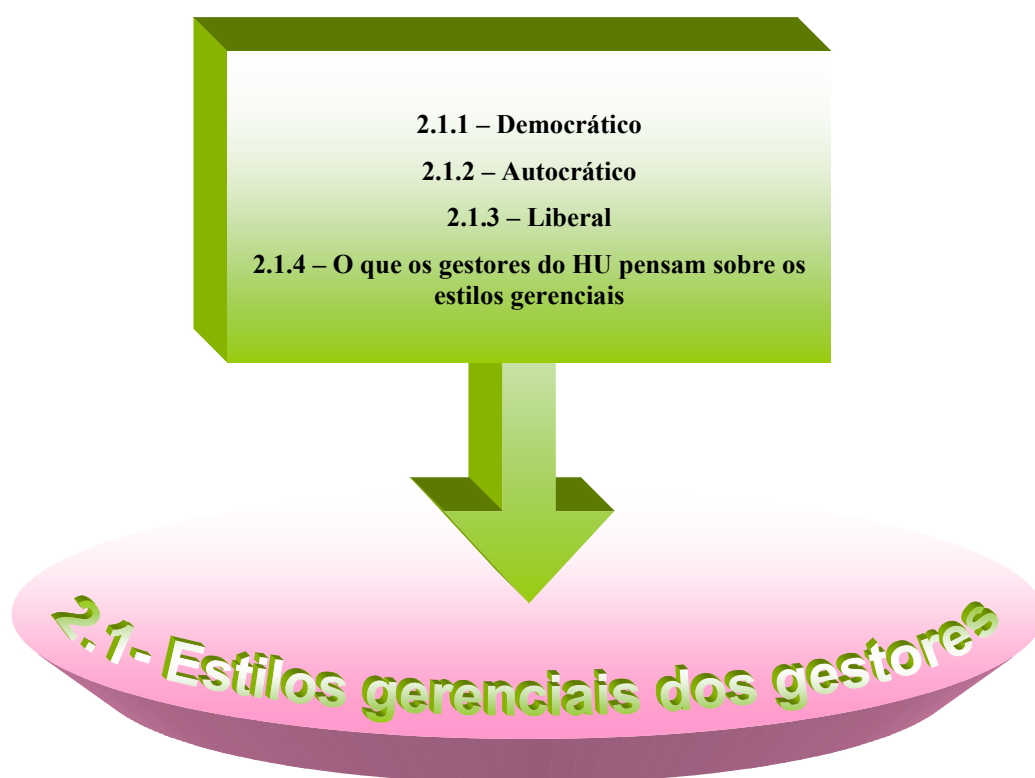 2.1.1 – Democrático
2.1.2 – Autocrático
2.1.3 – Liberal
2.1.4 – O que os gestores do HU pensam sobre os
estilos gerenciais
2.1- Estilos gerenciais dos gestores